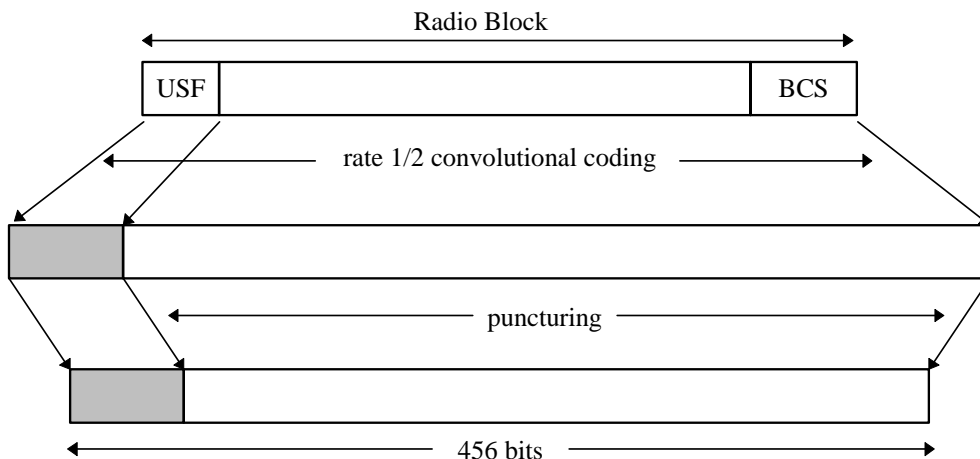 Radio Block
USF BCS
rate 1/2 convolutional coding
puncturing
456 bits